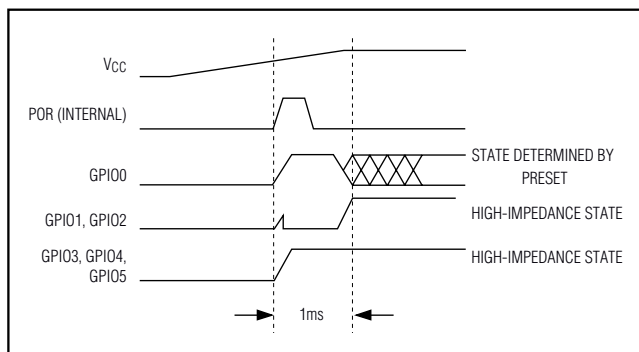 VCC
POR (INTERNAL)
GPIO0
STATE DETERMINED BY
PRESET
GPIO1, GPIO2
HIGH-IMPEDANCE STATE
GPIO3, GPIO4,
GPIO5
HIGH-IMPEDANCE STATE
1ms